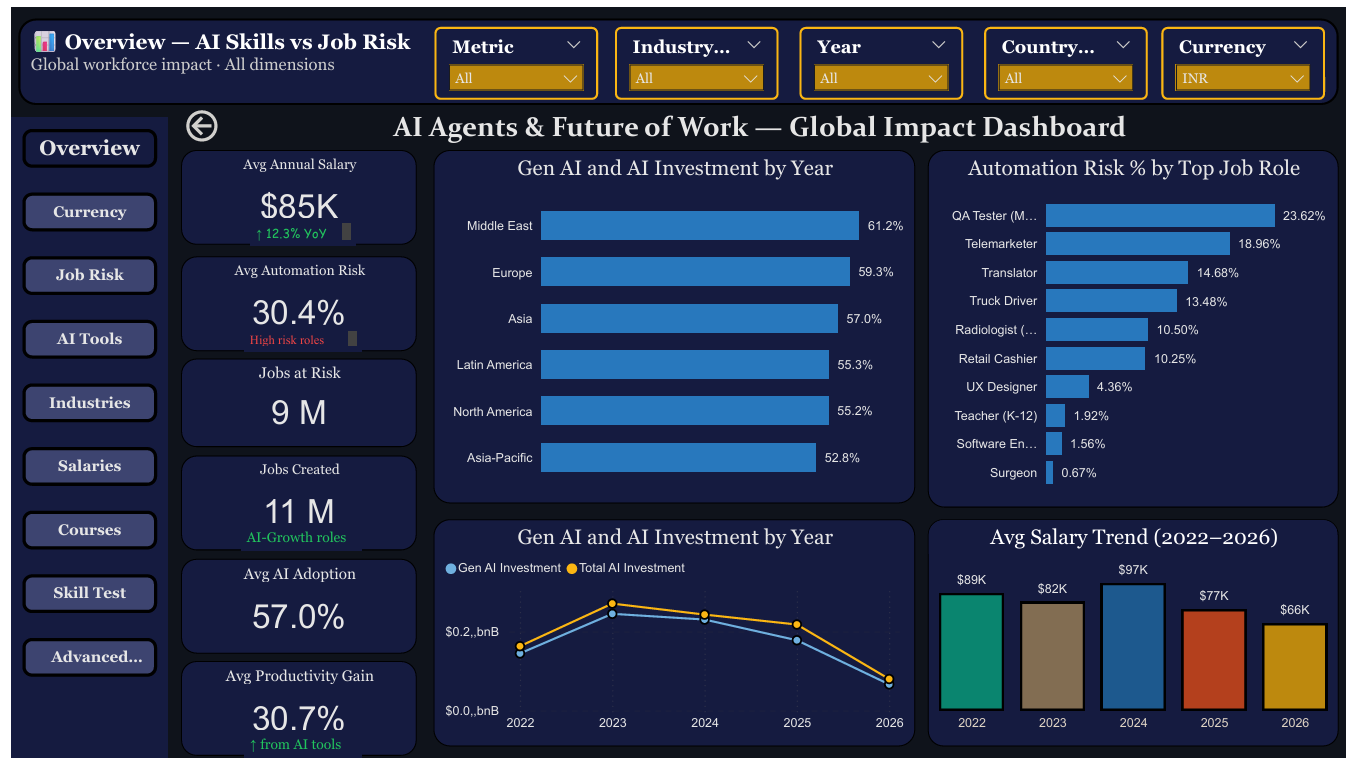 Overview — AI Skills vs Job Risk
Global workforce impact · All dimensions
Metric
All
Industry...
All
Year
All
Country...
All
Currency
INR
AI Agents & Future of Work — Global Impact Dashboard
Overview
Currency
Job Risk
AI Tools
Industries
Salaries
Courses
Skill Test
Advanced...
Avg Annual Salary
$85K
↑ 12.3% YoY
Avg Automation Risk
30.4%
High risk roles
Jobs at Risk
9 M
Jobs Created
11 M
AI-Growth roles
Avg AI Adoption
57.0%
Avg Productivity Gain
30.7%
↑ from AI tools
Gen AI and AI Investment by Year
Middle East 61.2%
Europe 59.3%
Asia 57.0%
Latin America 55.3%
North America 55.2%
Asia-Pacific 52.8%
Automation Risk % by Top Job Role
QA Tester (M... 23.62%
Telemarketer 18.96%
Translator 14.68%
Truck Driver 13.48%
Radiologist (... 10.50%
Retail Cashier 10.25%
UX Designer 4.36%
Teacher (K-12) 1.92%
Software En... 1.56%
Surgeon 0.67%
Gen AI and AI Investment by Year
Gen AI Investment Total AI Investment
$0.2,,bnB
$0.0,,bnB
2022 2023 2024 2025 2026
Avg Salary Trend (2022–2026)
$89K $82K $97K $77K $66K
2022 2023 2024 2025 2026